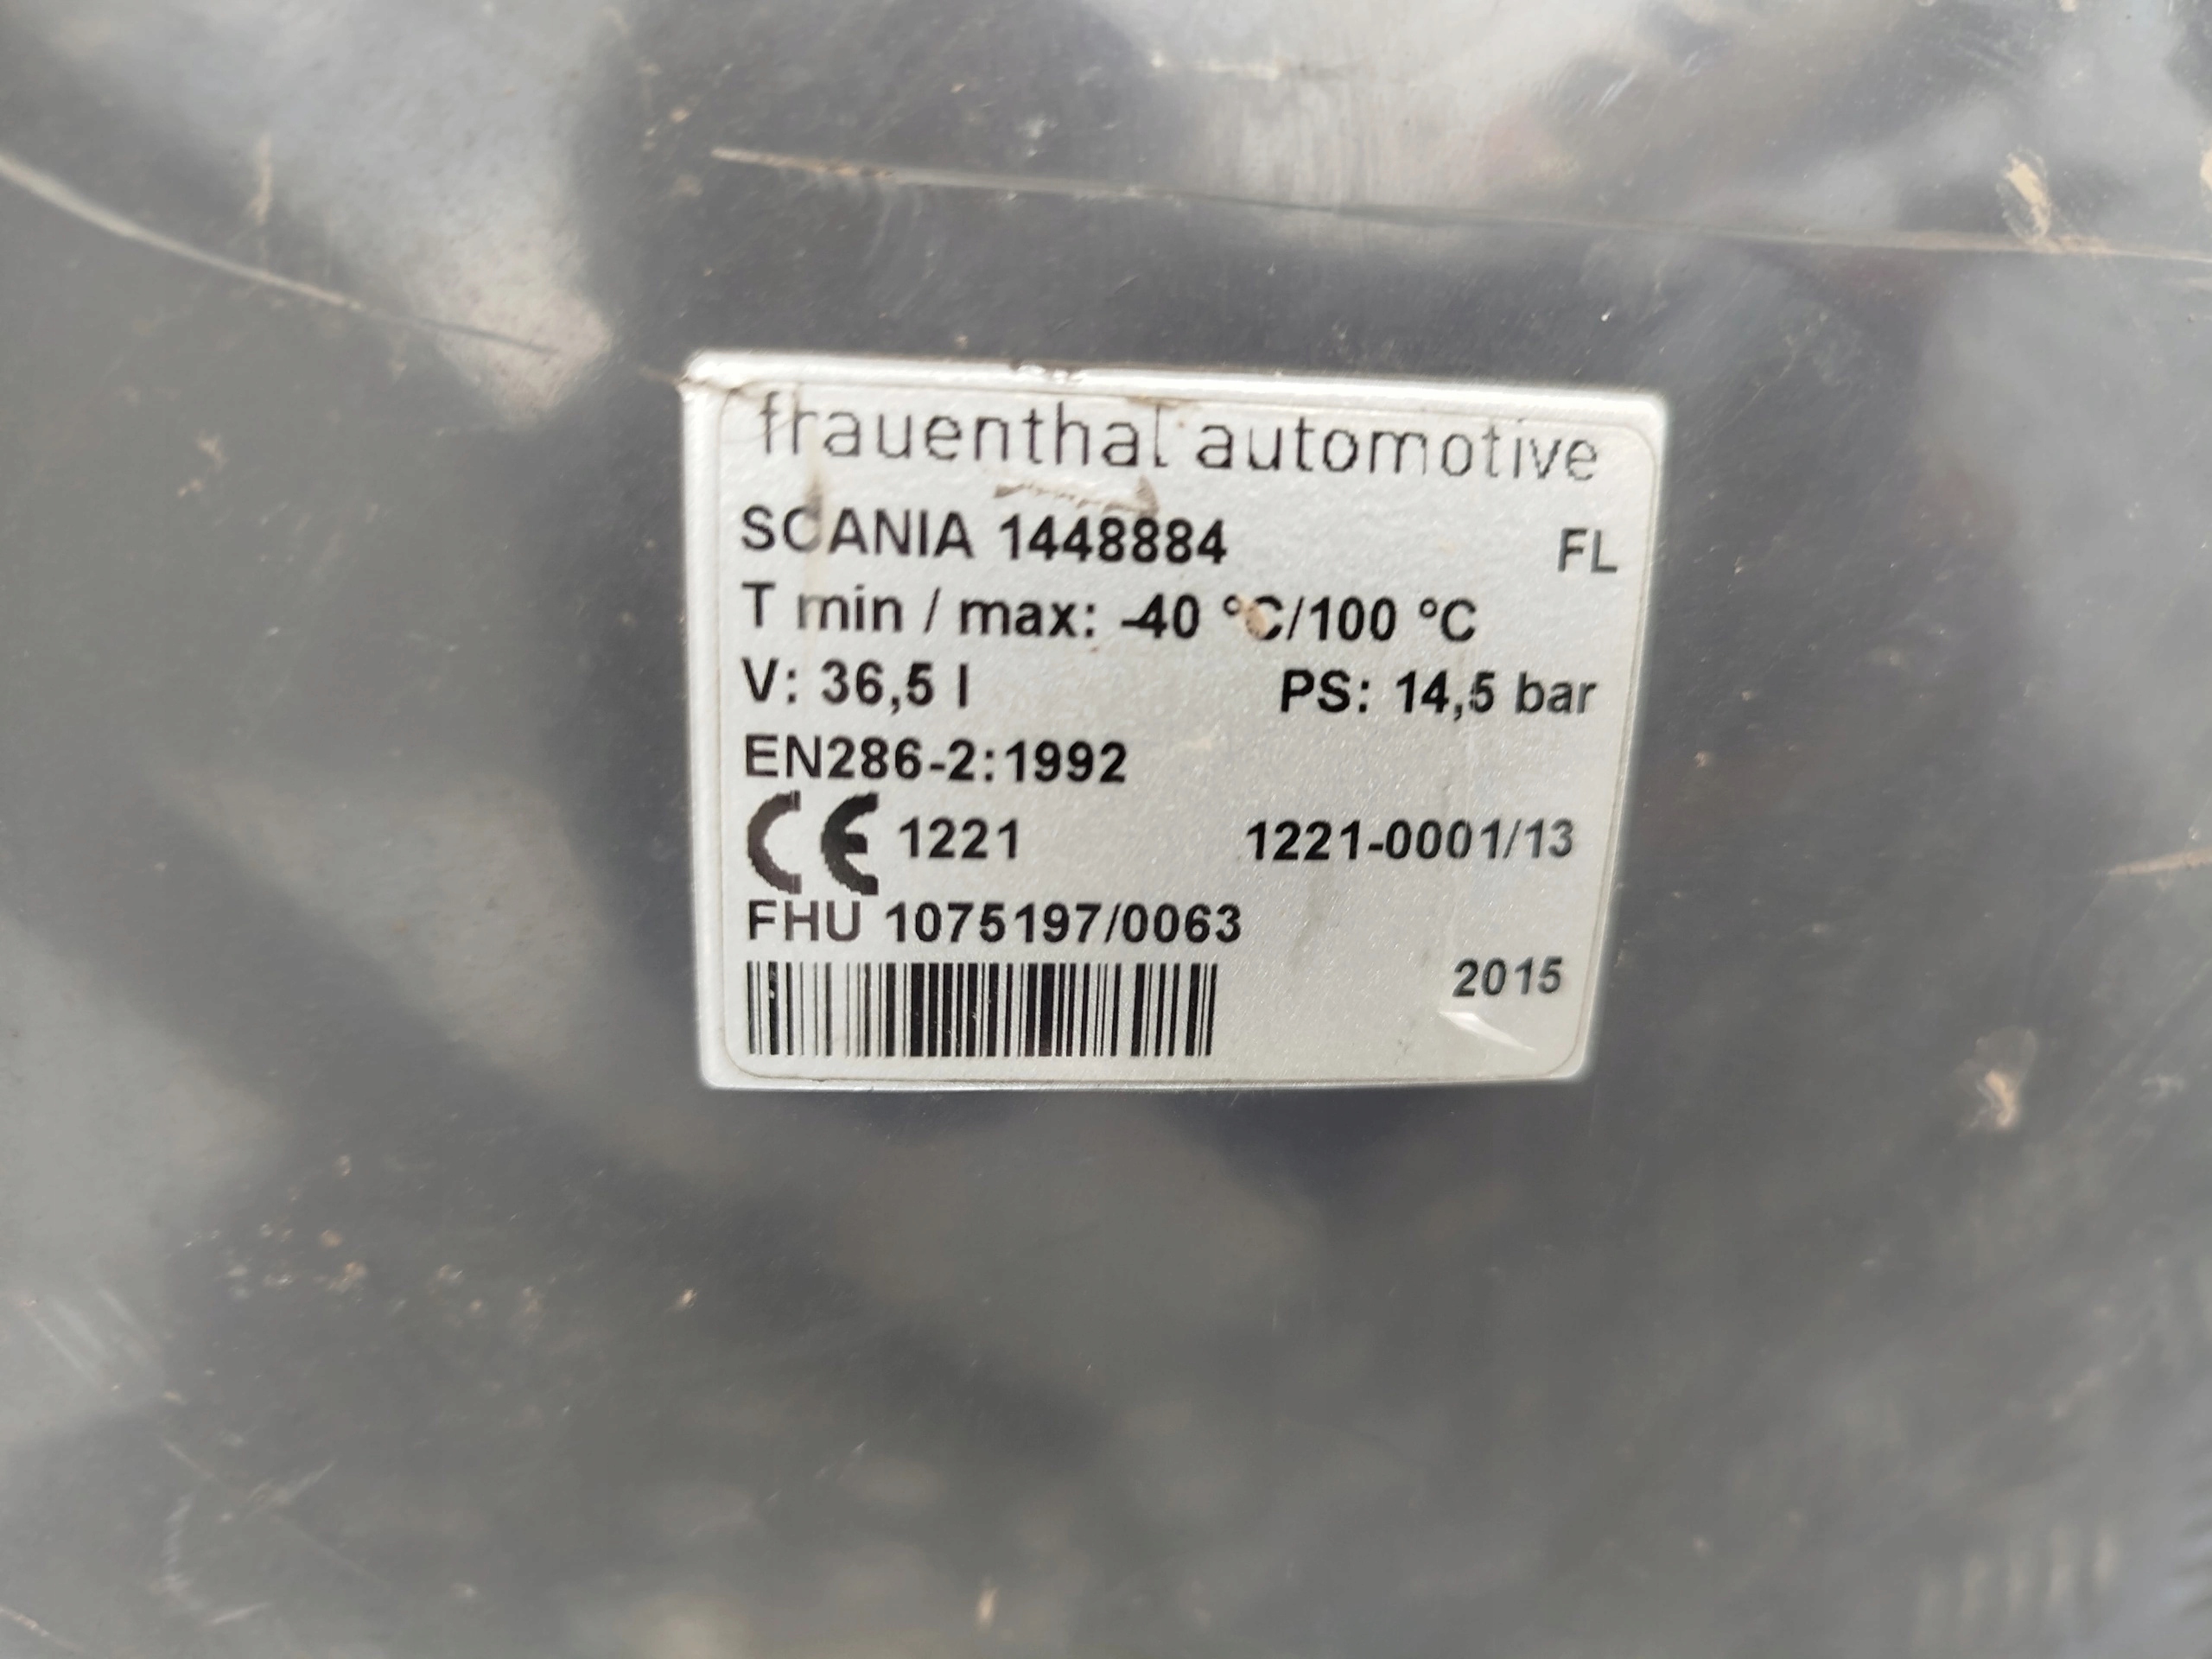 frauenthal automotive
SCANIA 1448884 FL
T min / max: -40 °C/100 °C
V: 36,5 l PS: 14,5 bar
EN286-2:1992
CE 1221 1221-0001/13
FHU 1075197/0063
2015